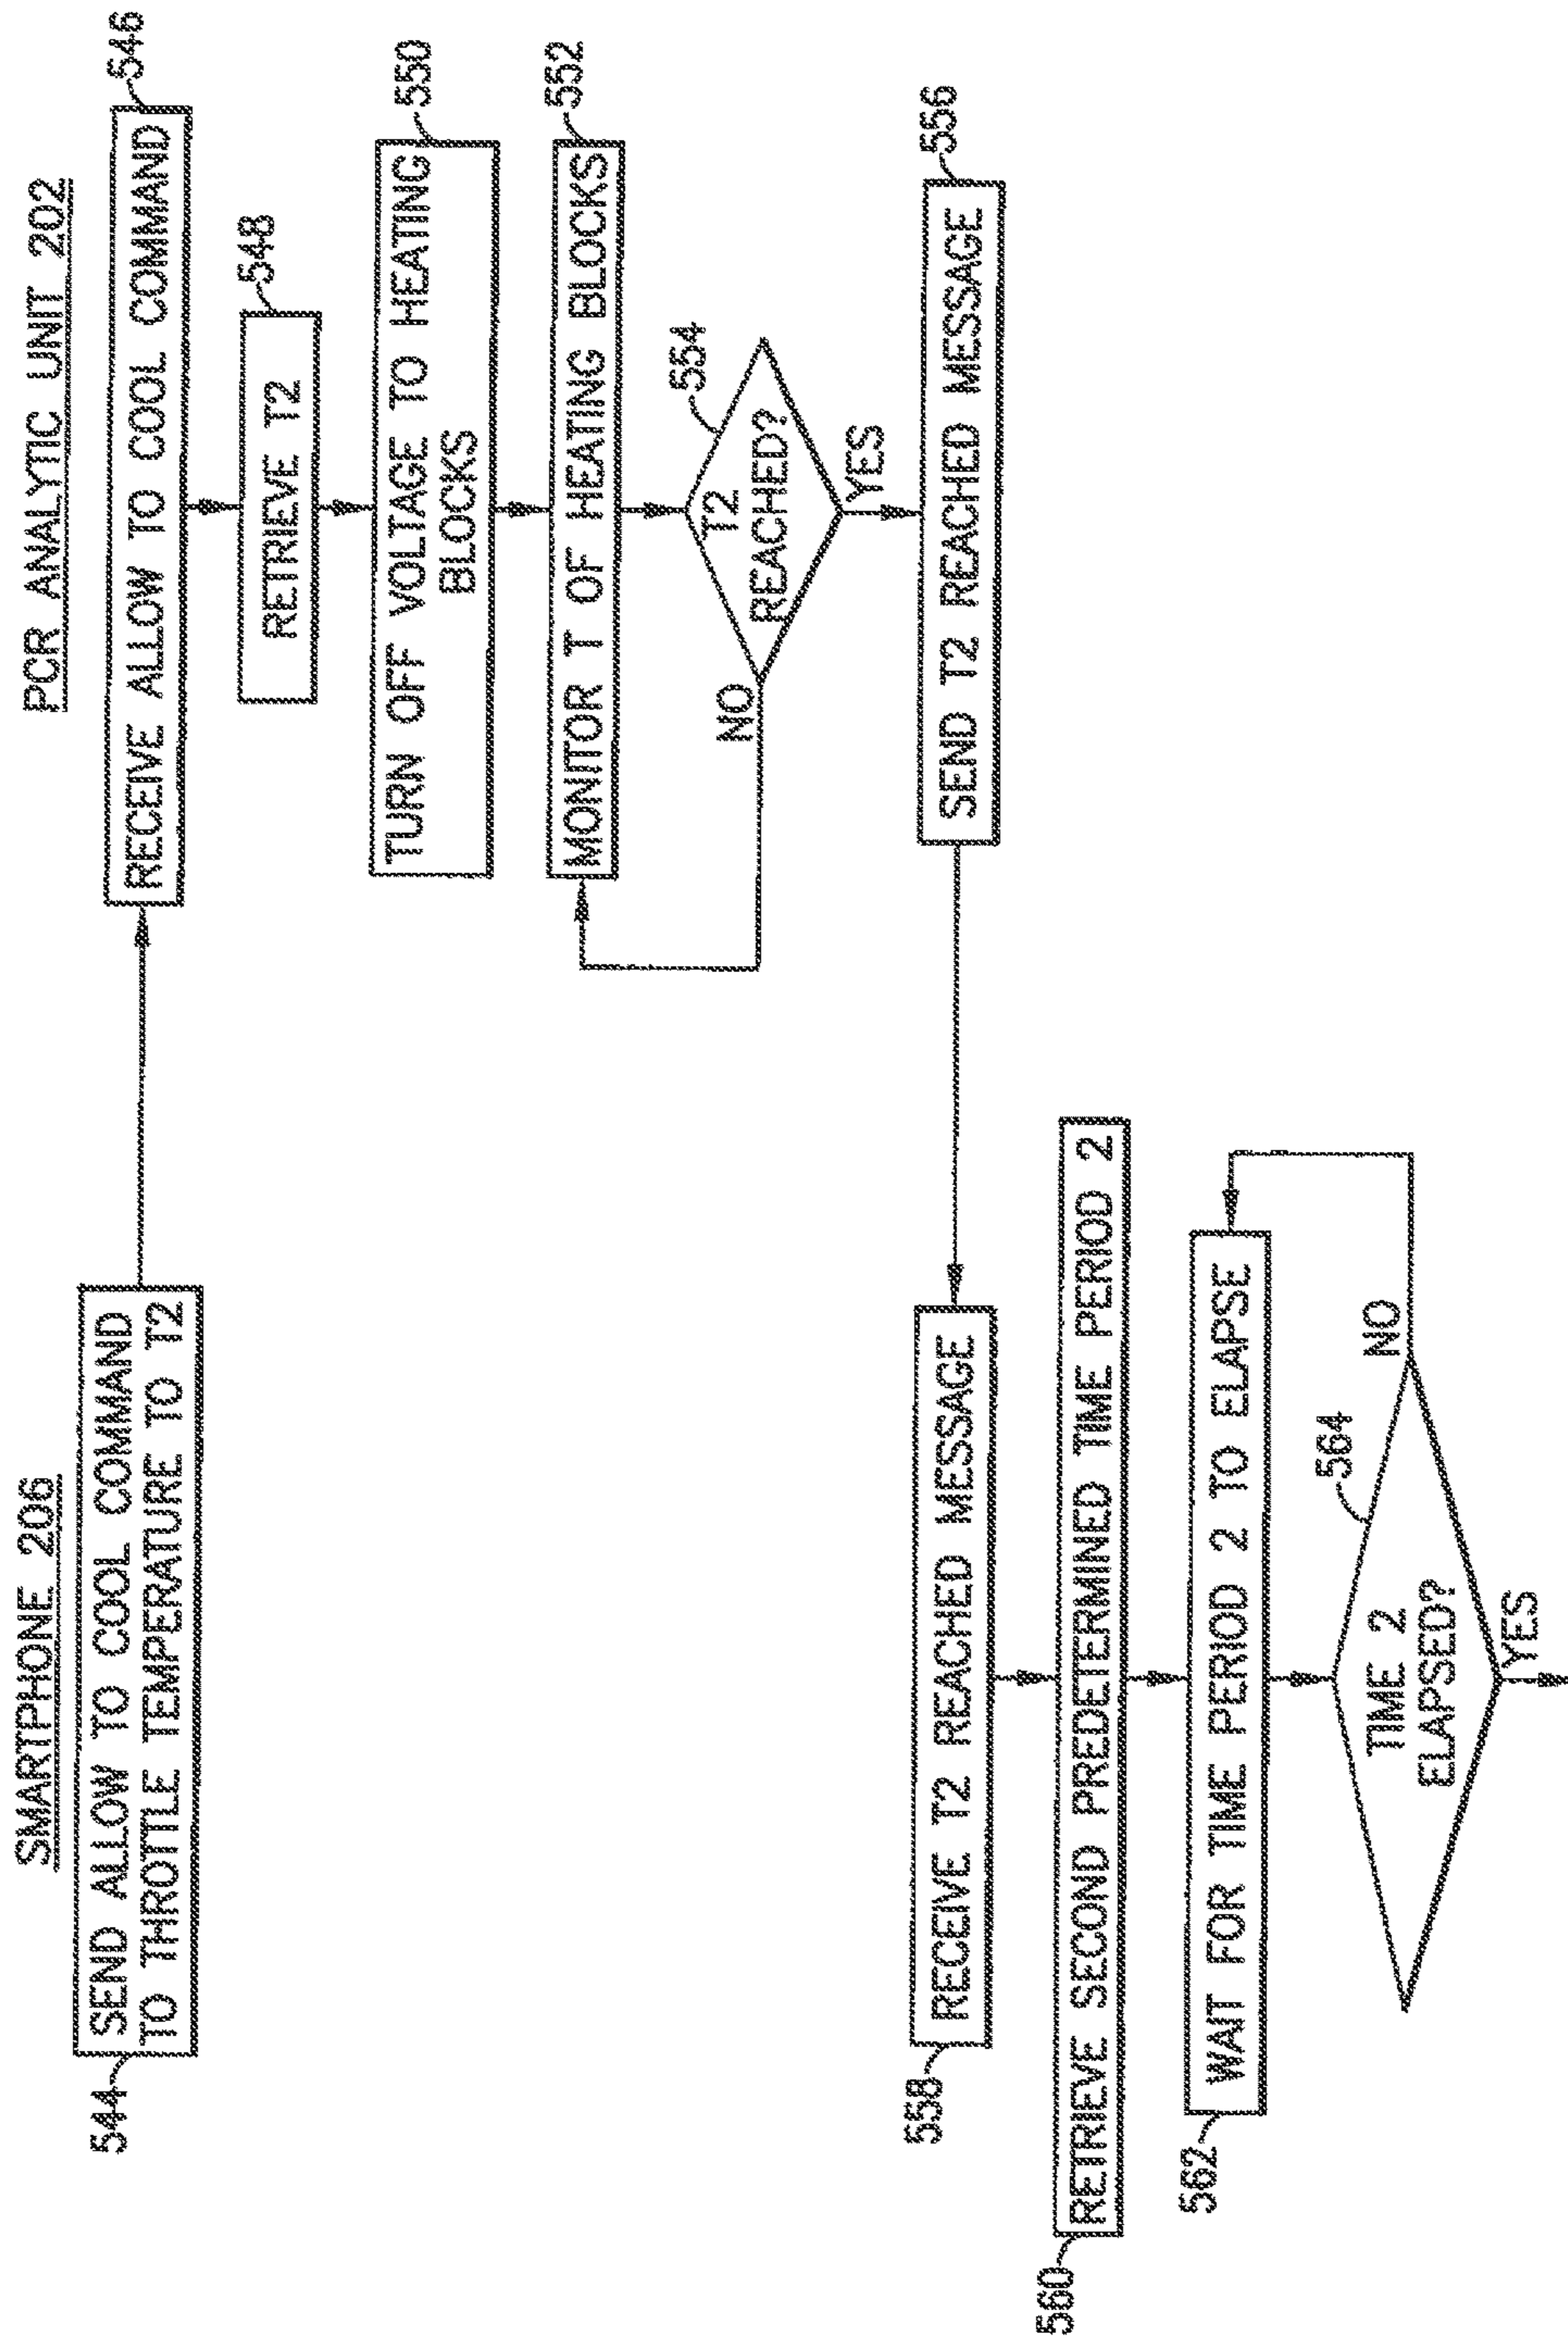 SMARTPHONE 206
PCR ANALYTIC UNIT 202
544
SEND ALLOW TO COOL COMMAND
TO THROTTLE TEMPERATURE TO T2
546
RECEIVE ALLOW TO COOL COMMAND
548
RETRIEVE T2
550
TURN OFF VOLTAGE TO HEATING
BLOCKS
552
MONITOR T OF HEATING BLOCKS
554
T2
REACHED?
NO
YES
556
SEND T2 REACHED MESSAGE
558
RECEIVE T2 REACHED MESSAGE
560
RETRIEVE SECOND PREDETERMINED TIME PERIOD 2
562
WAIT FOR TIME PERIOD 2 TO ELAPSE
564
TIME 2
ELAPSED?
NO
YES